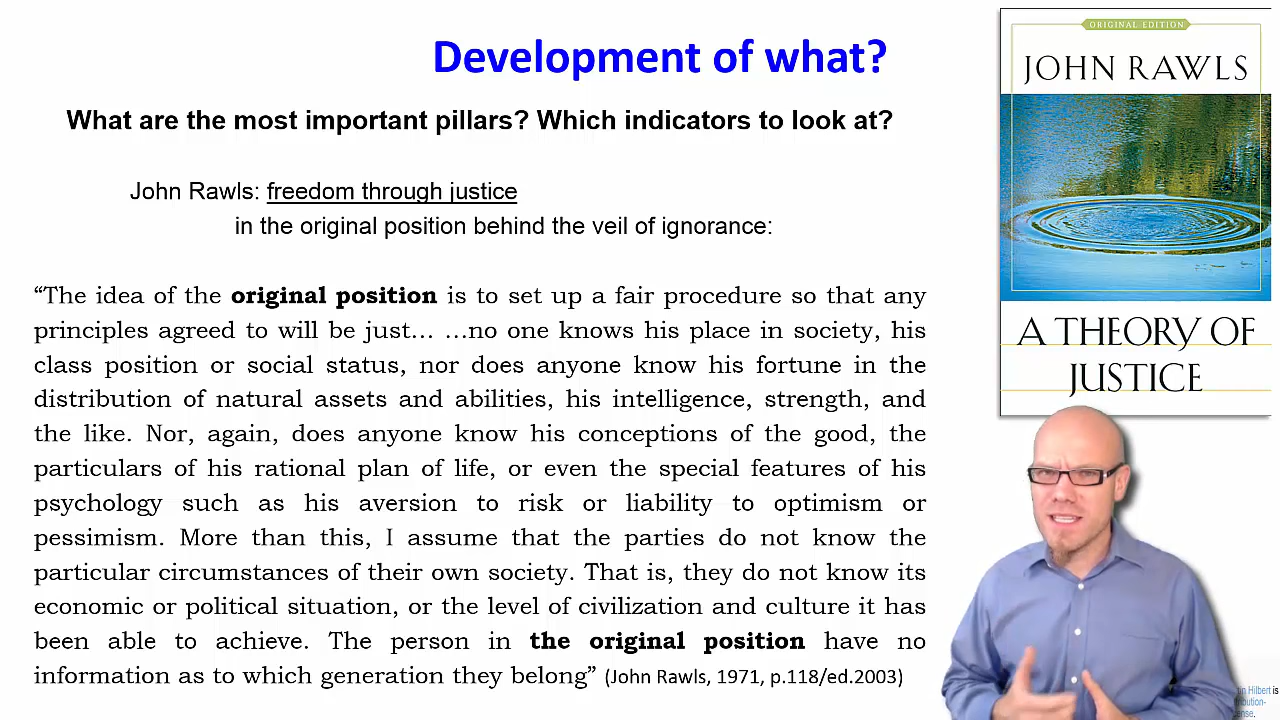 Development of what?
What are the most important pillars? Which indicators to look at?
John Rawls: freedom through justice
in the original position behind the veil of ignorance:
“The idea of the original position is to set up a fair procedure so that any
principles agreed to will be just… …no one knows his place in society, his
class position or social status, nor does anyone know his fortune in the
distribution of natural assets and abilities, his intelligence, strength, and
the like. Nor, again, does anyone know his conceptions of the good, the
particulars of his rational plan of life, or even the special features of his
psychology such as his aversion to risk or liability to optimism or
pessimism. More than this, I assume that the parties do not know the
particular circumstances of their own society. That is, they do not know its
economic or political situation, or the level of civilization and culture it has
been able to achieve. The person in the original position have no
information as to which generation they belong” (John Rawls, 1971, p.118/ed.2003)
ORIGINAL EDITION
JOHN RAWLS
A THEORY OF
JUSTICE
Hilbert is